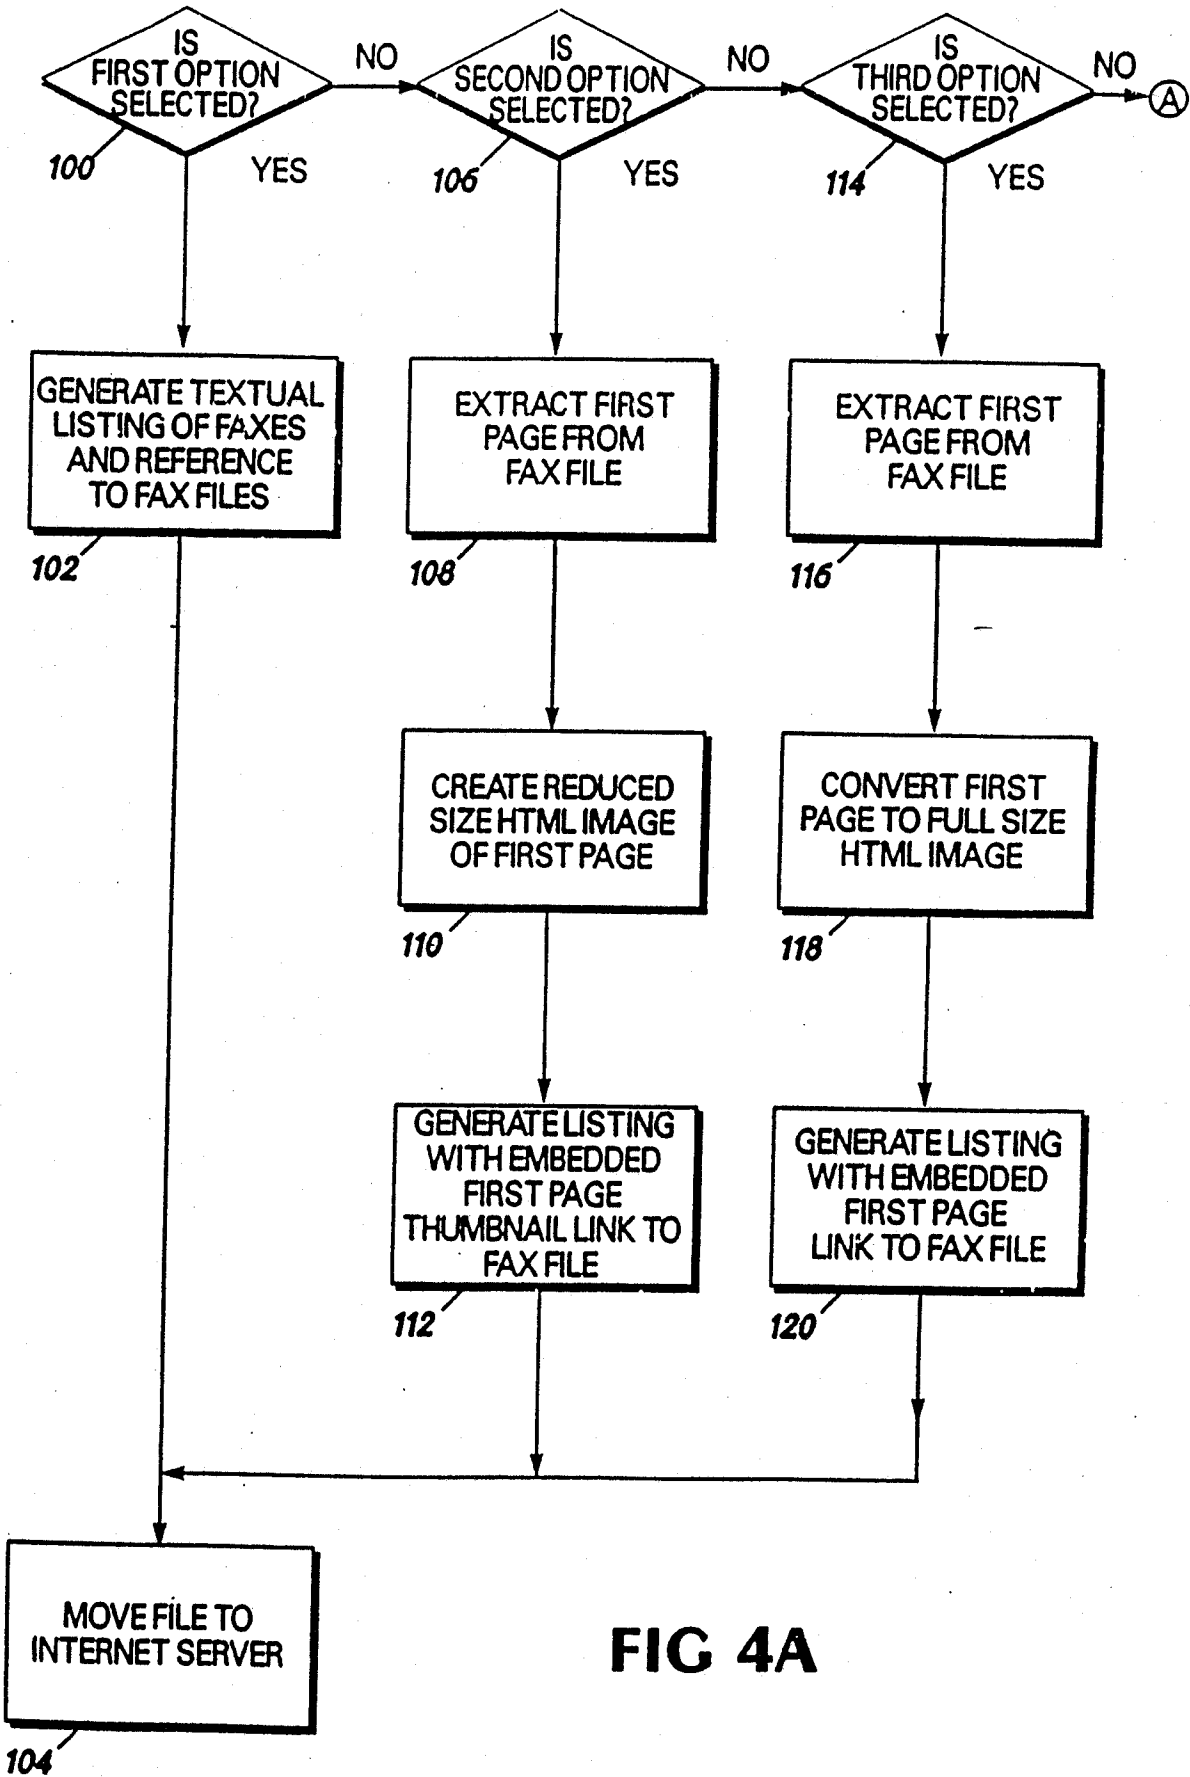 IS
FIRST OPTION
SELECTED?
NO
100
YES
IS
SECOND OPTION
SELECTED?
NO
106
YES
IS
THIRD OPTION
SELECTED?
NO
A
114
YES
GENERATE TEXTUAL
LISTING OF FAXES
AND REFERENCE
TO FAX FILES
102
EXTRACT FIRST
PAGE FROM
FAX FILE
108
EXTRACT FIRST
PAGE FROM
FAX FILE
116
CREATE REDUCED
SIZE HTML IMAGE
OF FIRST PAGE
110
CONVERT FIRST
PAGE TO FULL SIZE
HTML IMAGE
118
GENERATE LISTING
WITH EMBEDDED
FIRST PAGE
THUMBNAIL LINK TO
FAX FILE
112
GENERATE LISTING
WITH EMBEDDED
FIRST PAGE
LINK TO FAX FILE
120
MOVE FILE TO
INTERNET SERVER
104
FIG 4A